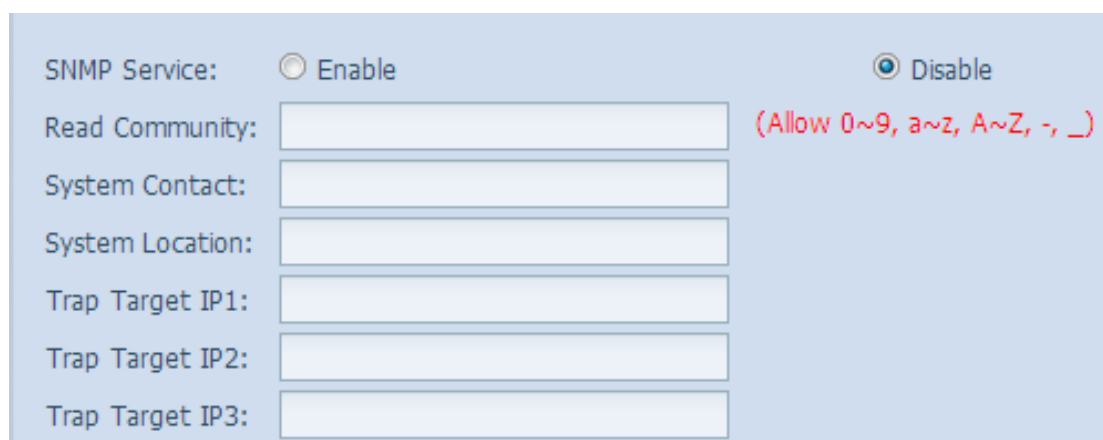 SNMP Service: Enable Disable
Read Community: (Allow 0~9, a~z, A~Z, -, _)
System Contact:
System Location:
Trap Target IP1:
Trap Target IP2:
Trap Target IP3: